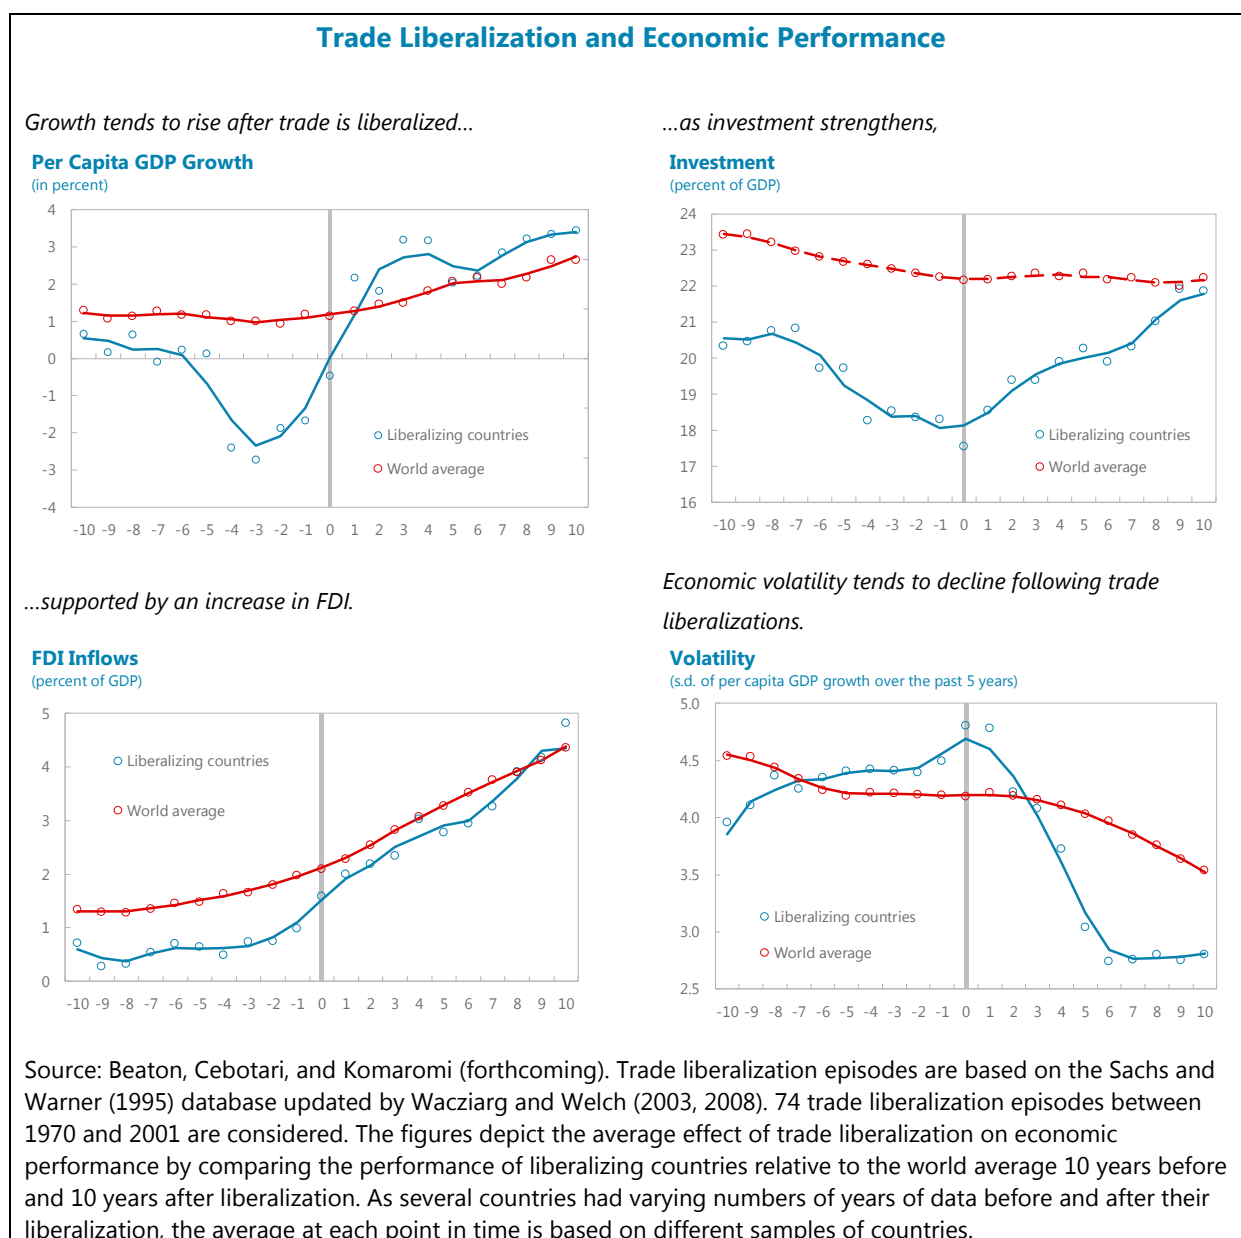 Trade Liberalization and Economic Performance
Growth tends to rise after trade is liberalized...
...as investment strengthens,
Per Capita GDP Growth
(in percent)
4
3
2
1
0
-1
-2
-3
-4
Liberalizing countries
World average
-10 -9 -8 -7 -6 -5 -4 -3 -2 -1 0 1 2 3 4 5 6 7 8 9 10
Investment
(percent of GDP)
24
23
22
21
20
19
18
17
16
Liberalizing countries
World average
-10 -9 -8 -7 -6 -5 -4 -3 -2 -1 0 1 2 3 4 5 6 7 8 9 10
...supported by an increase in FDI.
Economic volatility tends to decline following trade
liberalizations.
FDI Inflows
(percent of GDP)
5
4
3
2
1
0
Liberalizing countries
World average
-10 -9 -8 -7 -6 -5 -4 -3 -2 -1 0 1 2 3 4 5 6 7 8 9 10
Volatility
(s.d. of per capita GDP growth over the past 5 years)
5.0
4.5
4.0
3.5
3.0
2.5
Liberalizing countries
World average
-10 -9 -8 -7 -6 -5 -4 -3 -2 -1 0 1 2 3 4 5 6 7 8 9 10
Source: Beaton, Cebotari, and Komaromi (forthcoming). Trade liberalization episodes are based on the Sachs and
Warner (1995) database updated by Wacziarg and Welch (2003, 2008). 74 trade liberalization episodes between
1970 and 2001 are considered. The figures depict the average effect of trade liberalization on economic
performance by comparing the performance of liberalizing countries relative to the world average 10 years before
and 10 years after liberalization. As several countries had varying numbers of years of data before and after their
liberalization, the average at each point in time is based on different samples of countries.